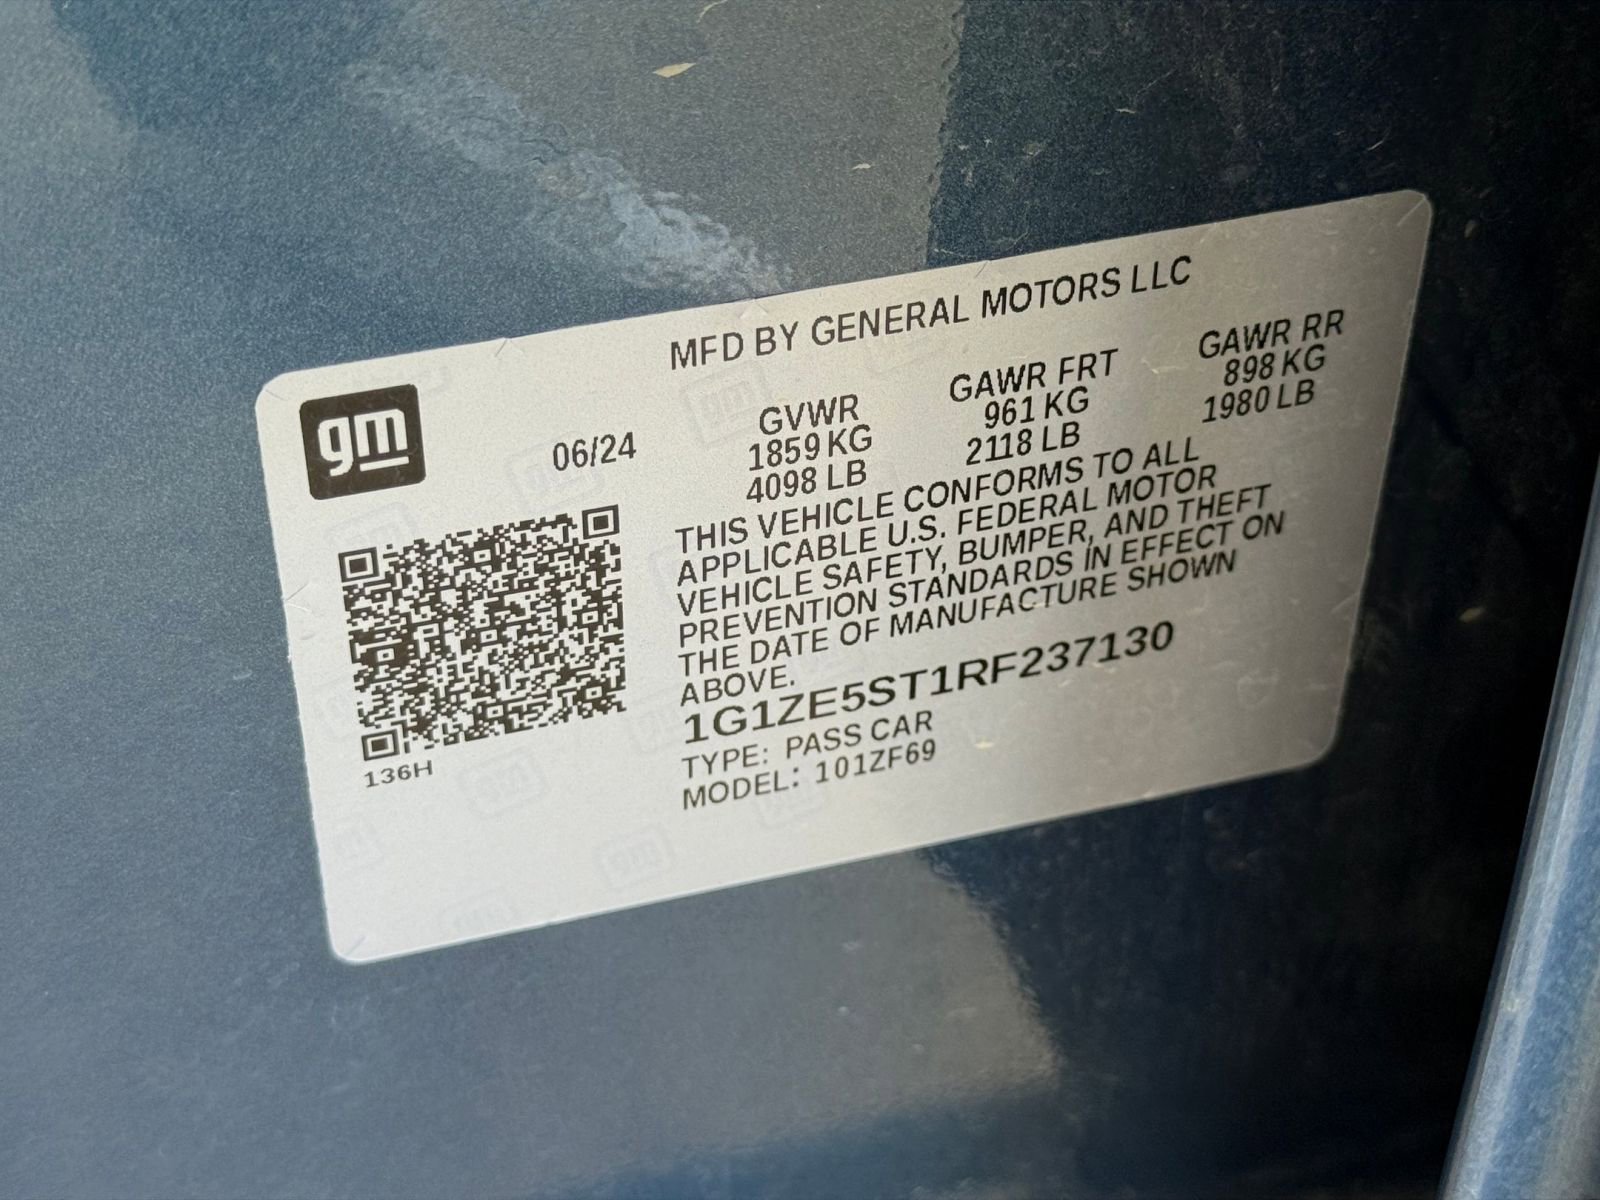 MFD BY GENERAL MOTORS LLC
gm
06/24
GVWR GAWR FRT GAWR RR
1859 KG 961 KG 898 KG
4098 LB 2118 LB 1980 LB
THIS VEHICLE CONFORMS TO ALL
APPLICABLE U.S. FEDERAL MOTOR
VEHICLE SAFETY, BUMPER, AND THEFT
PREVENTION STANDARDS IN EFFECT ON
THE DATE OF MANUFACTURE SHOWN
ABOVE.
1G1ZE5ST1RF237130
TYPE: PASS CAR
MODEL: 101ZF69
136H